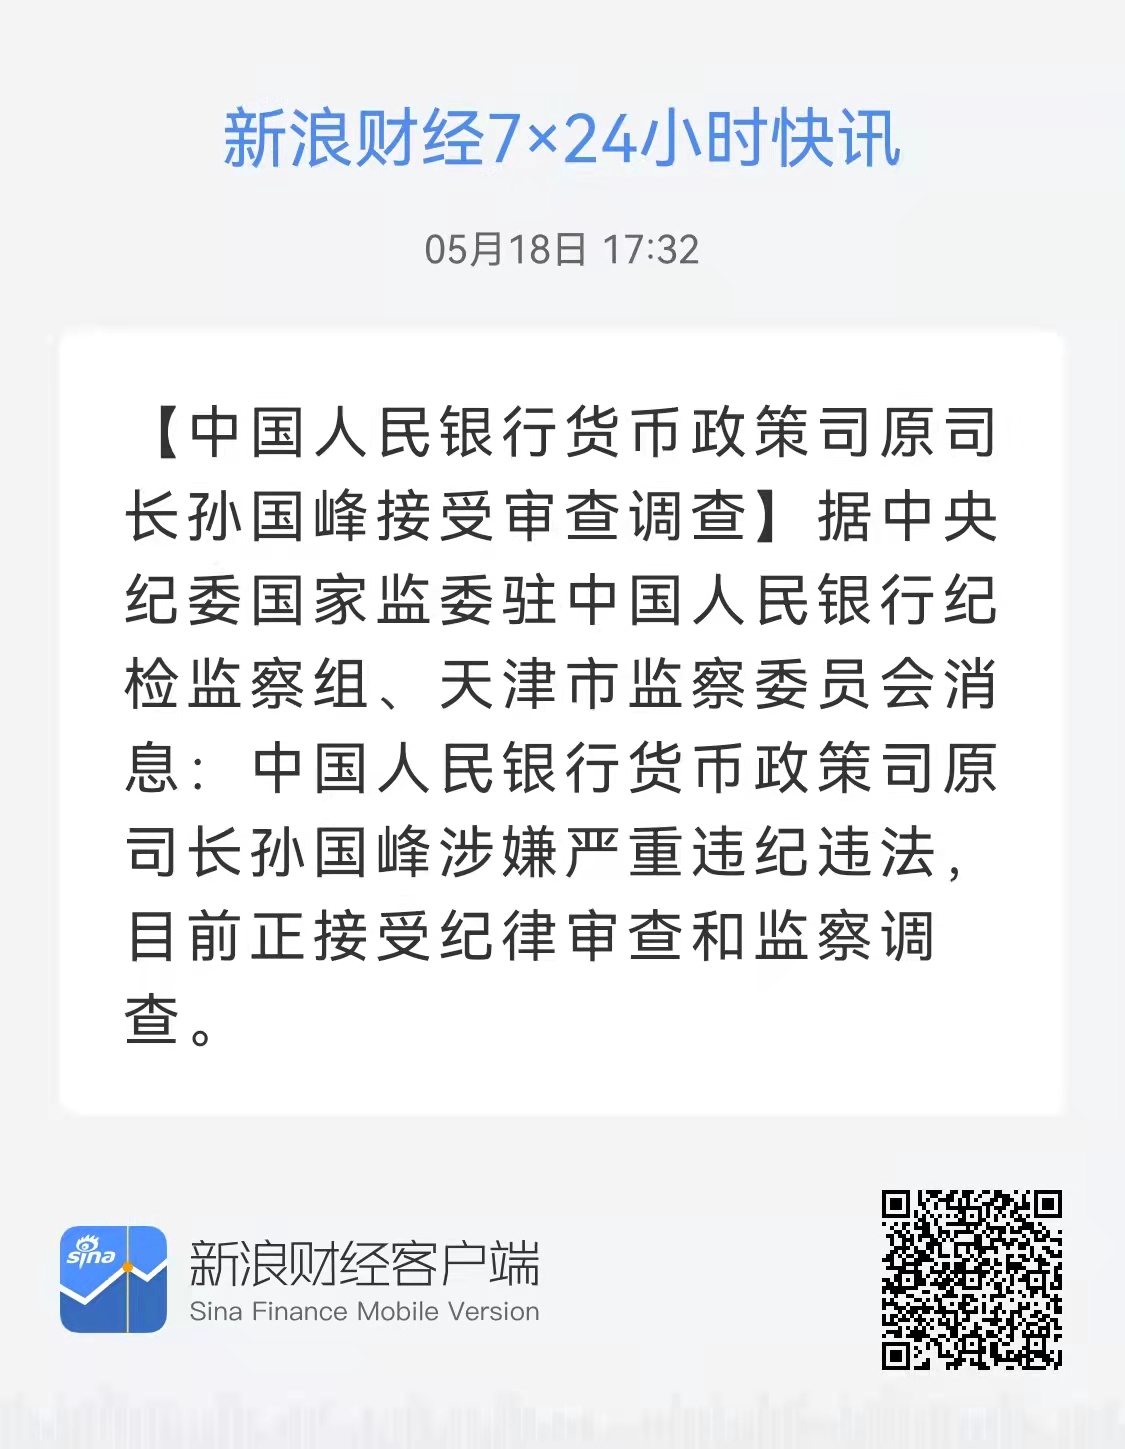 新浪财经7×24小时快讯
05月18日 17:32
【中国人民银行货币政策司原司
长孙国峰接受审查调查】据中央
纪委国家监委驻中国人民银行纪
检监察组、天津市监察委员会消
息：中国人民银行货币政策司原
司长孙国峰涉嫌严重违纪违法，
目前正接受纪律审查和监察调
查。
sina
新浪财经客户端
Sina Finance Mobile Version